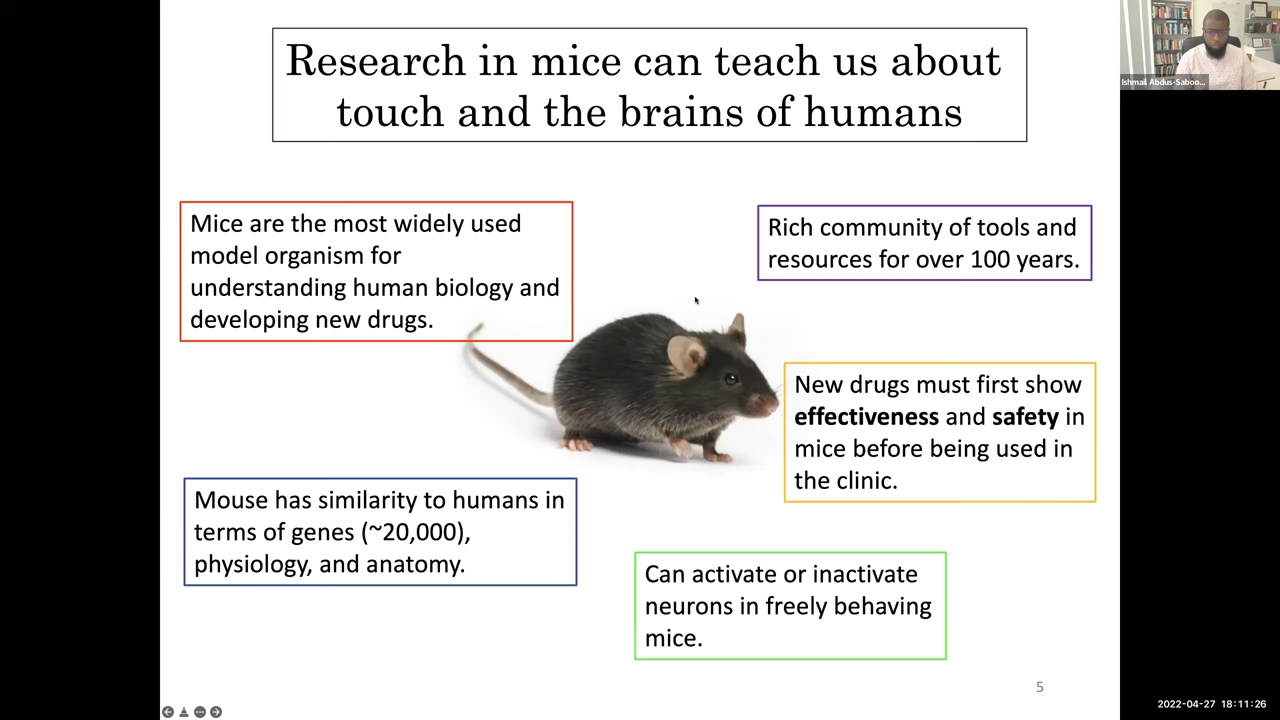 Research in mice can teach us about
touch and the brains of humans
Ishmail Abdus-Saboo...
Mice are the most widely used
model organism for
understanding human biology and
developing new drugs.
Rich community of tools and
resources for over 100 years.
New drugs must first show
effectiveness and safety in
mice before being used in
the clinic.
Mouse has similarity to humans in
terms of genes (~20,000),
physiology, and anatomy.
Can activate or inactivate
neurons in freely behaving
mice.
5
2022-04-27 18:11:26